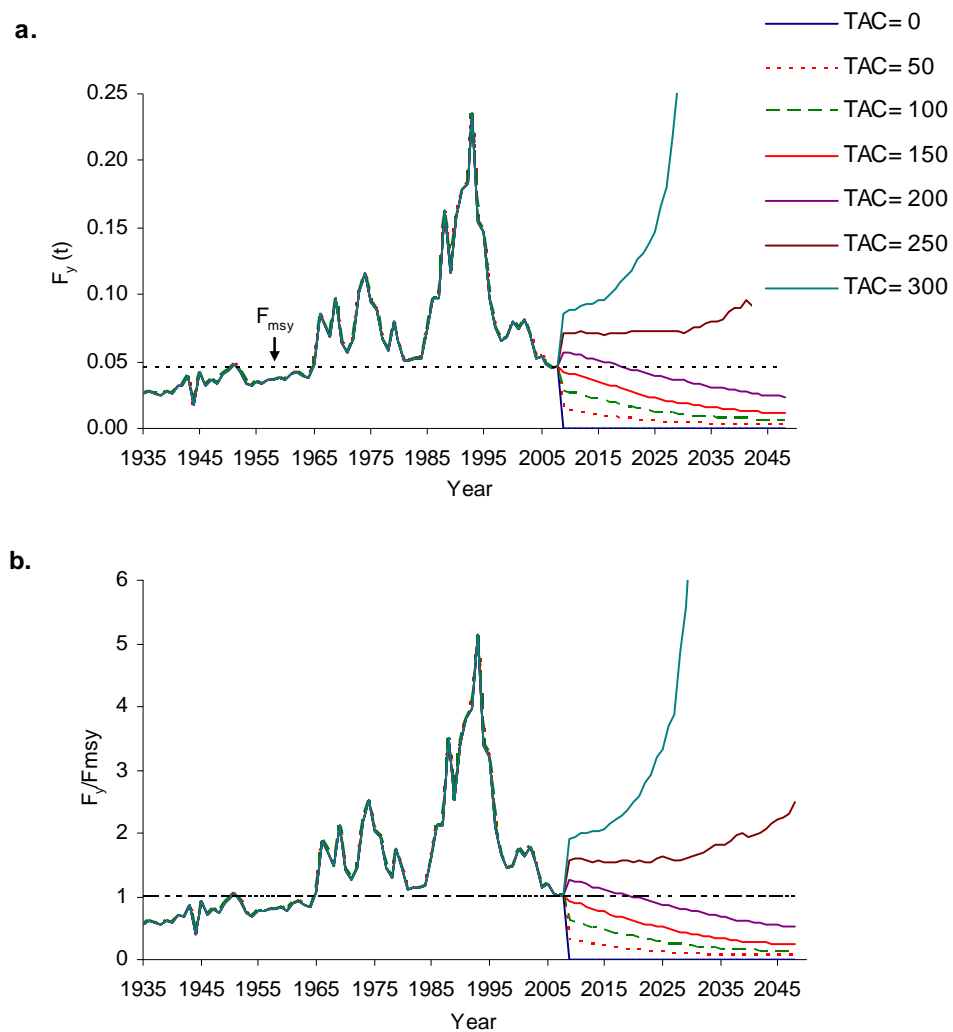 a.
TAC= 0
TAC= 50
TAC= 100
TAC= 150
TAC= 200
TAC= 250
TAC= 300
0.25
0.20
0.15
0.10
0.05
0.00
Fy (t)
Fmsy
1935 1945 1955 1965 1975 1985 1995 2005 2015 2025 2035 2045
Year
b.
6
5
4
3
2
1
0
Fy/Fmsy
1935 1945 1955 1965 1975 1985 1995 2005 2015 2025 2035 2045
Year